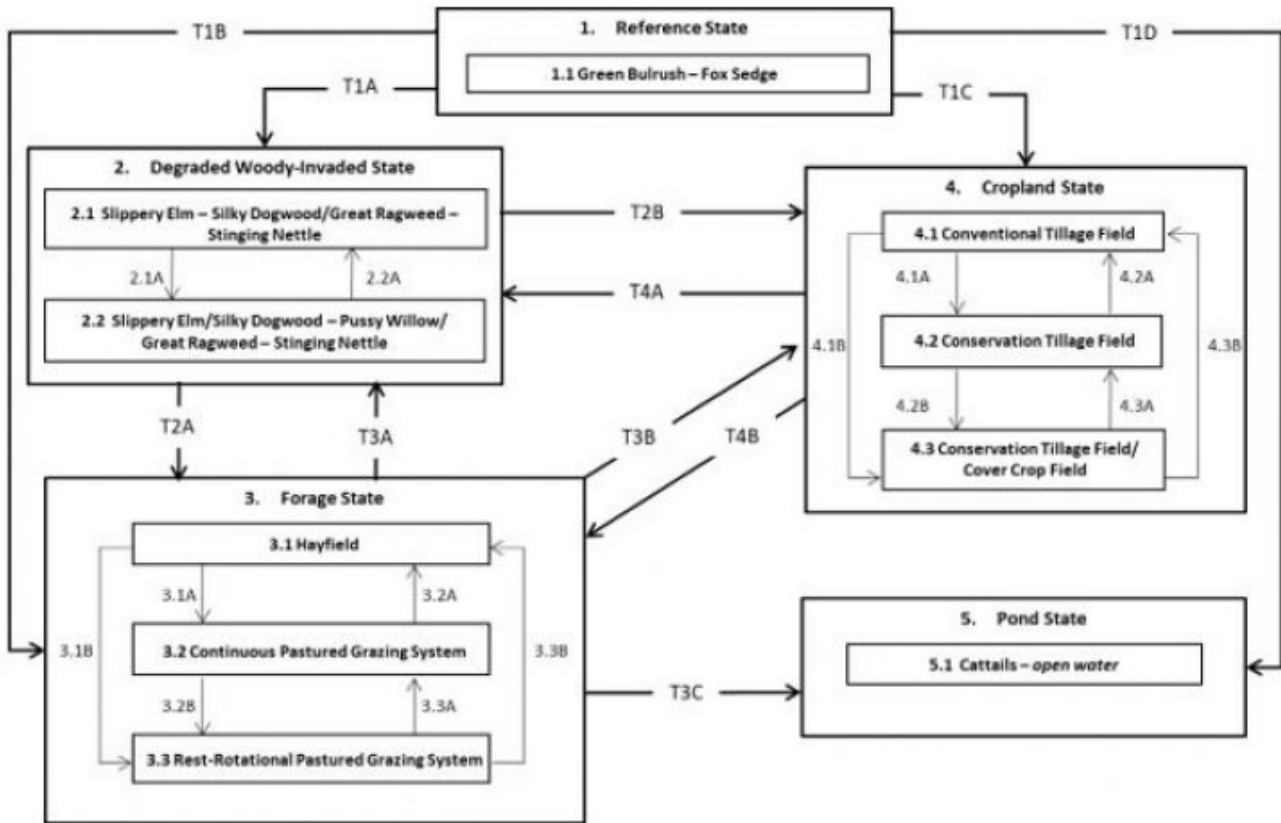 1. Reference State
1.1 Green Bulrush – Fox Sedge
T1B
T1D
T1A
T1C
2. Degraded Woody-Invaded State
2.1 Slippery Elm – Silky Dogwood/Great Ragweed –
Stinging Nettle
2.1A
2.2A
2.2 Slippery Elm/Silky Dogwood – Pussy Willow/
Great Ragweed – Stinging Nettle
T2B
T4A
4. Cropland State
4.1 Conventional Tillage Field
4.1A
4.2A
4.2 Conservation Tillage Field
4.1B
4.3B
4.2B
4.3A
4.3 Conservation Tillage Field/
Cover Crop Field
T2A
T3A
T3B
T4B
3. Forage State
3.1 Hayfield
3.1A
3.2A
3.1B
3.2 Continuous Pastured Grazing System
3.3B
3.2B
3.3A
3.3 Rest-Rotational Pastured Grazing System
T3C
5. Pond State
5.1 Cattails – open water